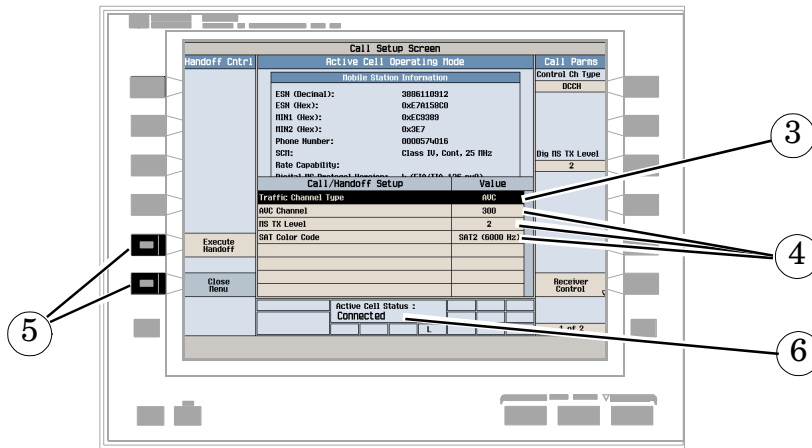 Call Setup Screen
Handoff Cntrl
Active Cell Operating Mode
Call Parms
Mobile Station Information
Control Ch Type
DCCH
ESN (Decimal): 3886110912
ESN (Hex): 0xE7A158C0
MIN1 (Hex): 0xEC9389
MIN2 (Hex): 0x3E7
Phone Number: 0000574016
SCM: Class IV, Cont, 25 MHz
Rate Capability:
Dig MS TX Level
2
Call/Handoff Setup Value
Traffic Channel Type AVC
AVC Channel 300
MS TX Level 2
SAT Color Code SAT2 (6000 Hz)
Execute
Handoff
Close
Menu
Receiver
Control
Active Cell Status :
Connected
L
1 of 2
3
4
5
6